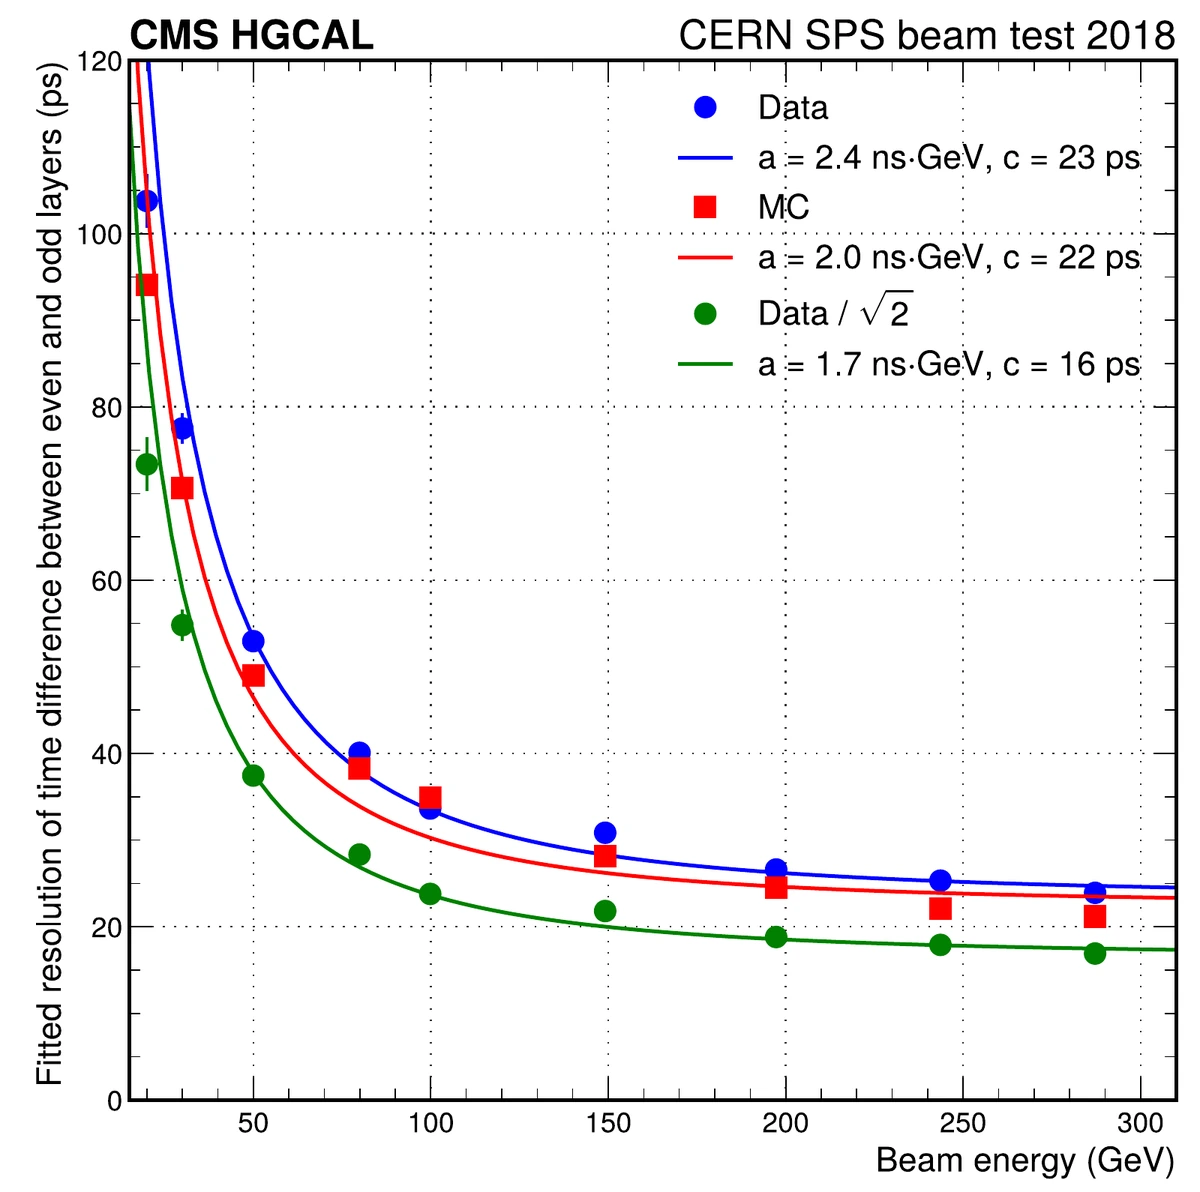 CMS HGCAL
CERN SPS beam test 2018
Fitted resolution of time difference between even and odd layers (ps)
120
100
80
60
40
20
0
Data
a = 2.4 ns·GeV, c = 23 ps
MC
a = 2.0 ns·GeV, c = 22 ps
Data / √2
a = 1.7 ns·GeV, c = 16 ps
50 100 150 200 250 300
Beam energy (GeV)